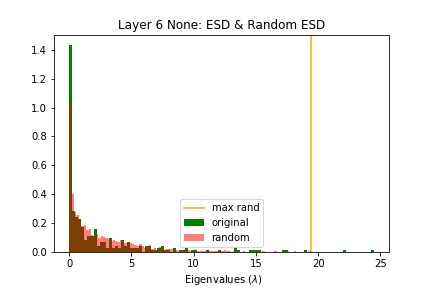 Layer 6 None: ESD & Random ESD
1.4
1.2
1.0
0.8
0.6
0.4
0.2
0.0
max rand
original
random
0 5 10 15 20 25
Eigenvalues (λ)